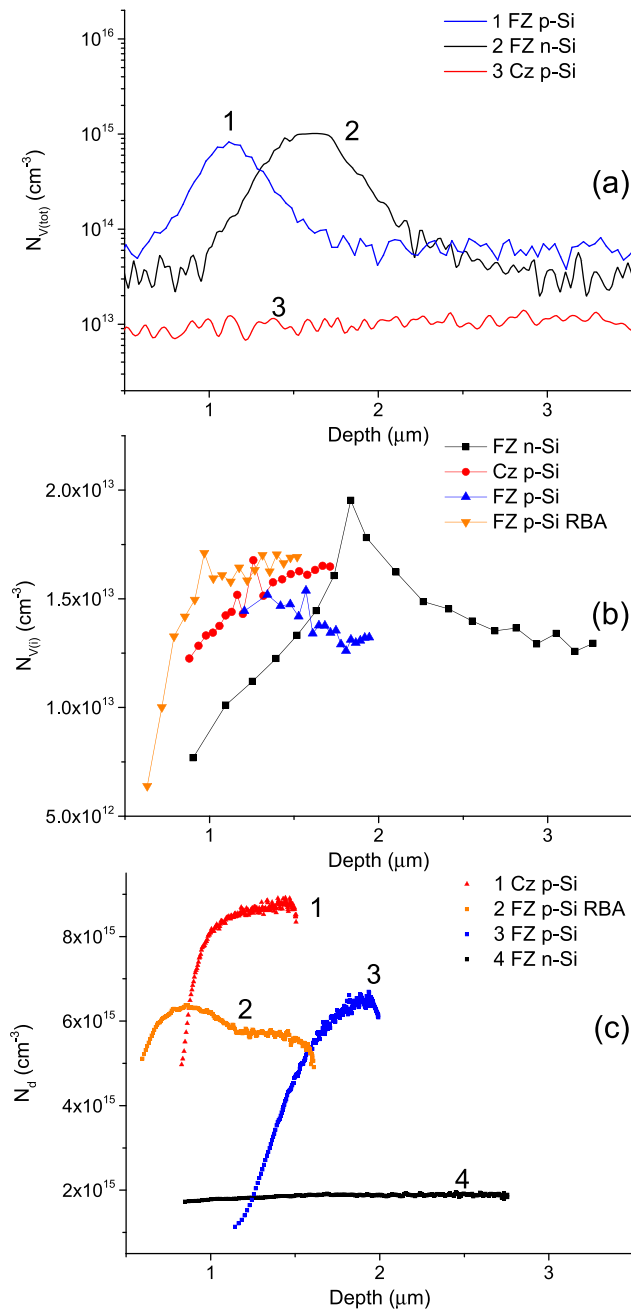 10^16
10^15
10^14
10^13
N_V(tot) (cm^-3)
1 FZ p-Si
2 FZ n-Si
3 Cz p-Si
1
2
3
(a)
1
2
3
Depth (μm)
2.0x10^13
1.5x10^13
1.0x10^13
5.0x10^12
N_V(i) (cm^-3)
FZ n-Si
Cz p-Si
FZ p-Si
FZ p-Si RBA
(b)
1
2
3
Depth (μm)
8x10^15
6x10^15
4x10^15
2x10^15
N_d (cm^-3)
1 Cz p-Si
2 FZ p-Si RBA
3 FZ p-Si
4 FZ n-Si
1
2
3
4
(c)
1
2
3
Depth (μm)